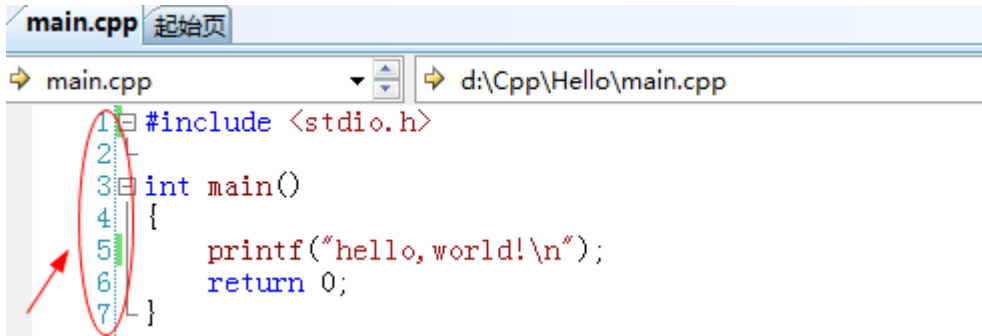 main.cpp 起始页
main.cpp d:\Cpp\Hello\main.cpp
1 #include <stdio.h>
2
3 int main()
4 {
5 printf("hello,world!\n");
6 return 0;
7 }